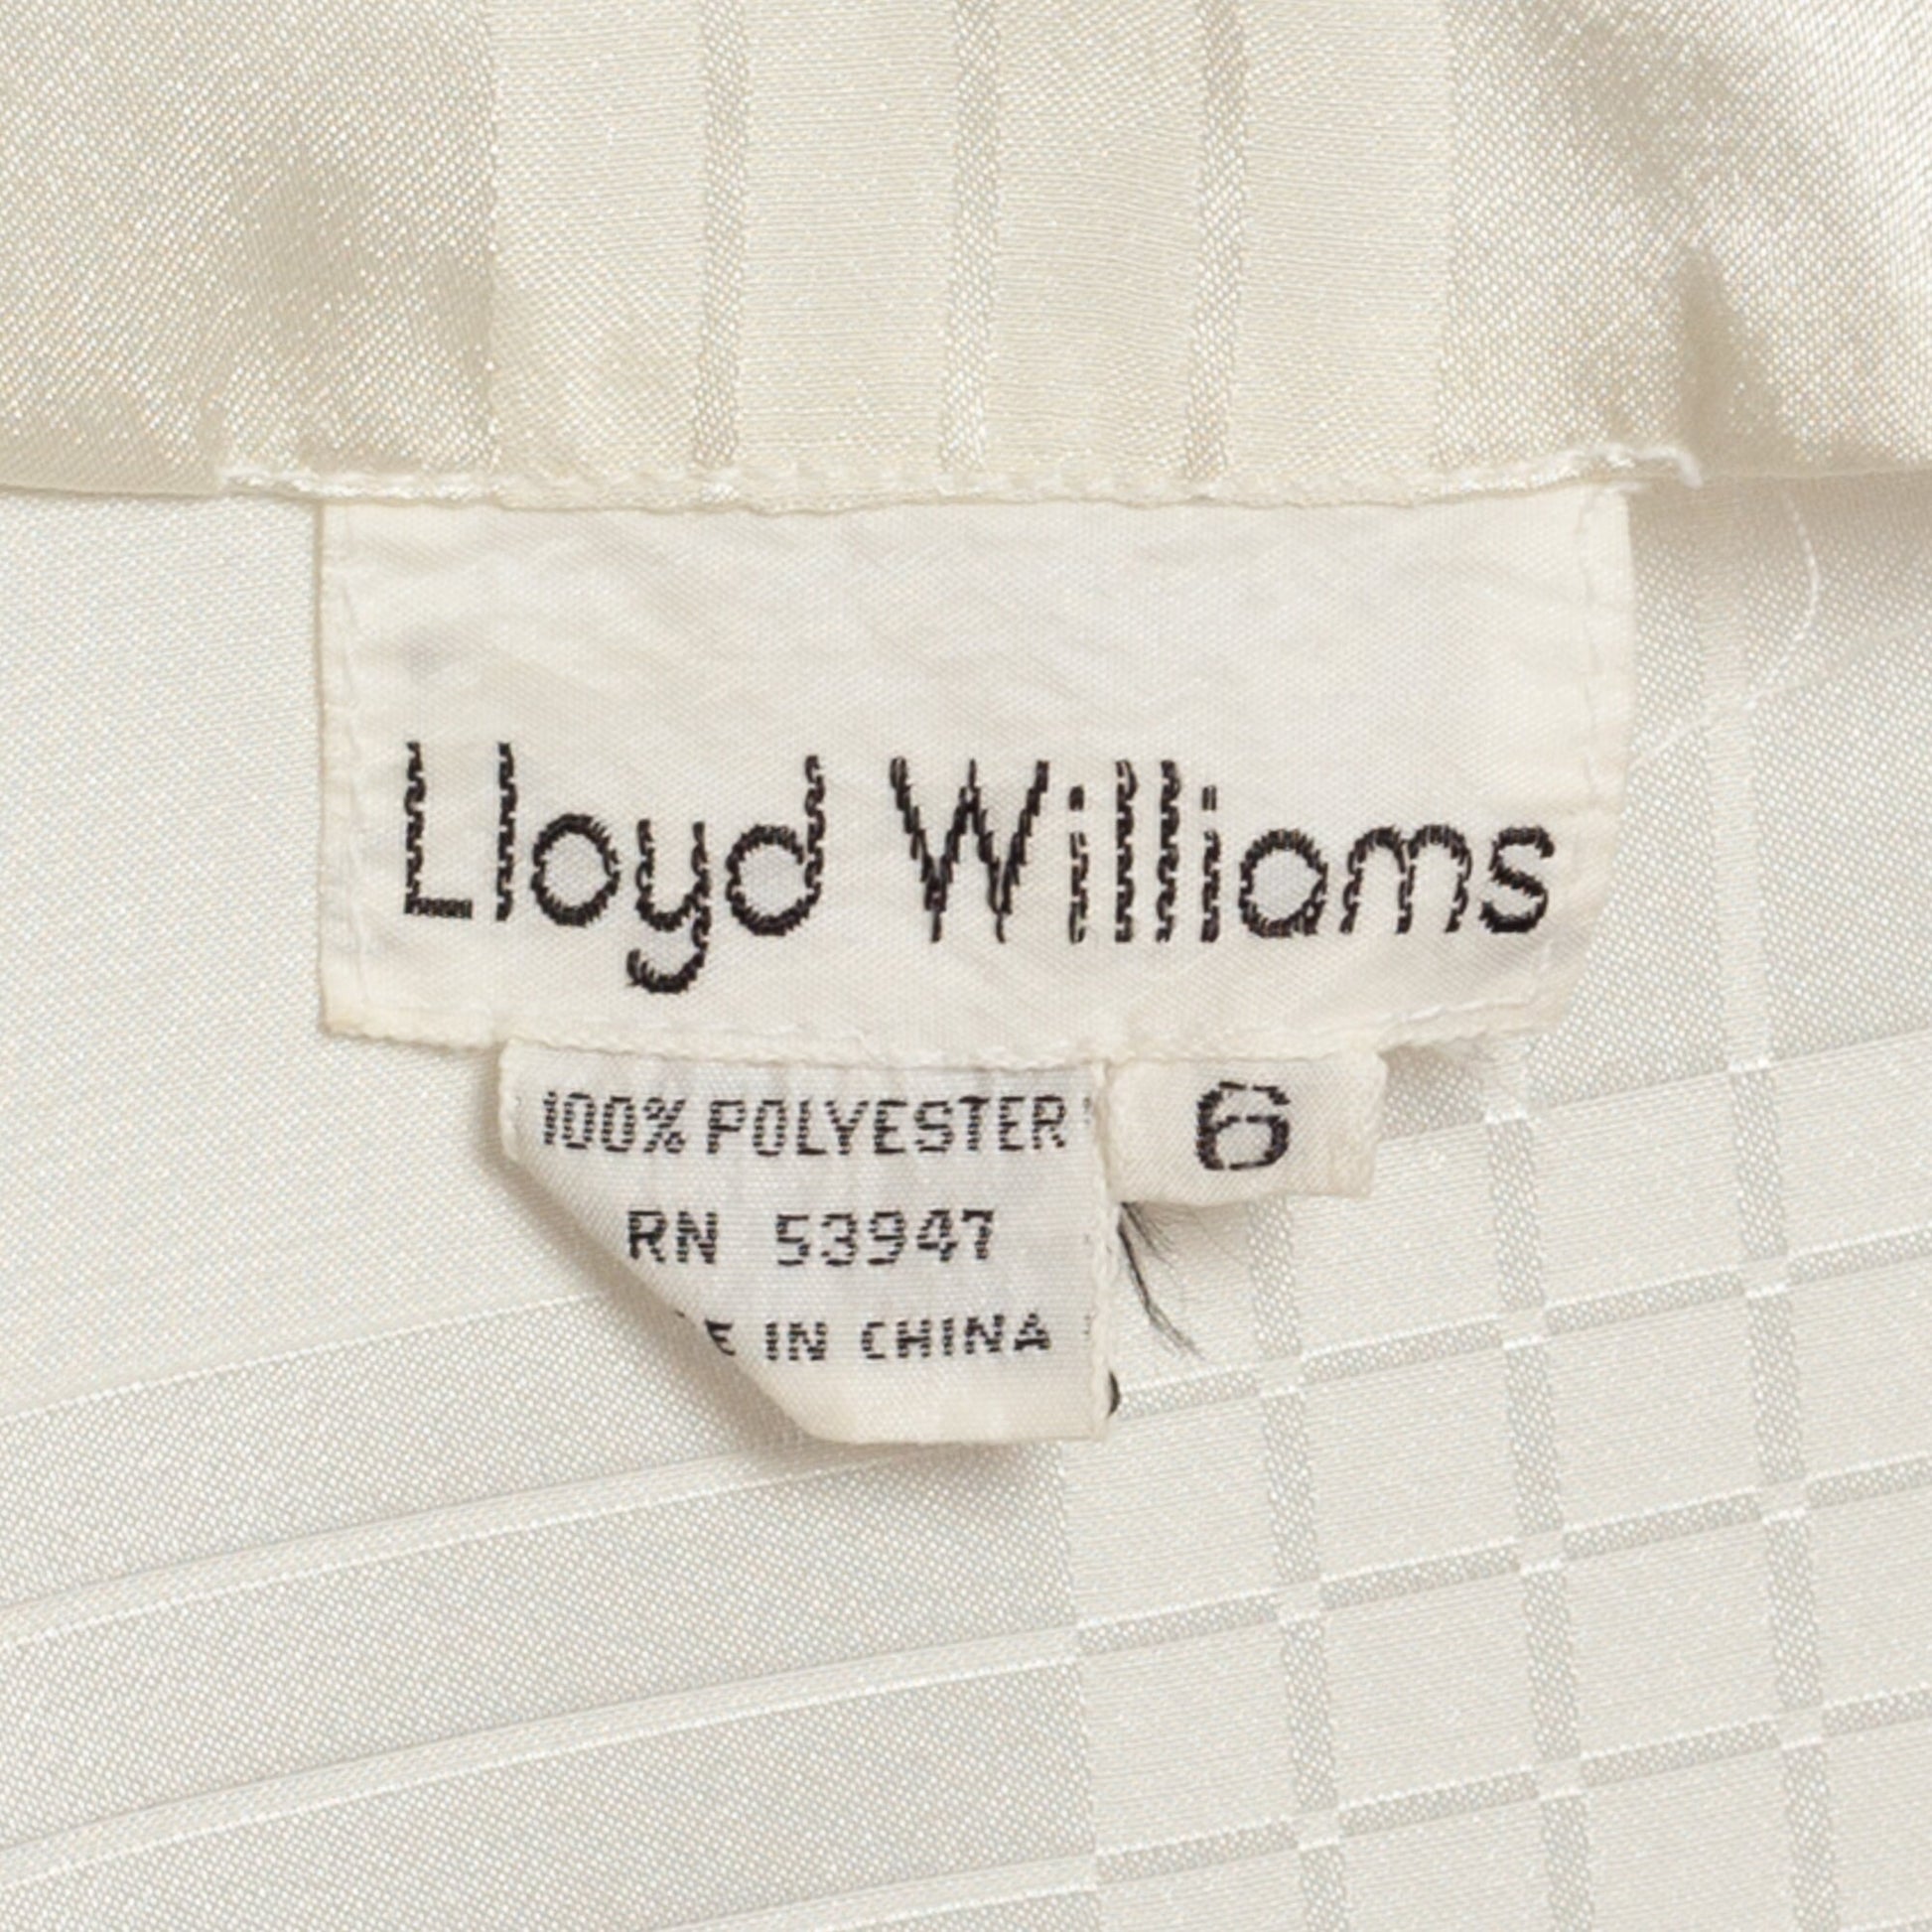 Lloyd Williams
100% POLYESTER
6
RN 53947
IN CHINA